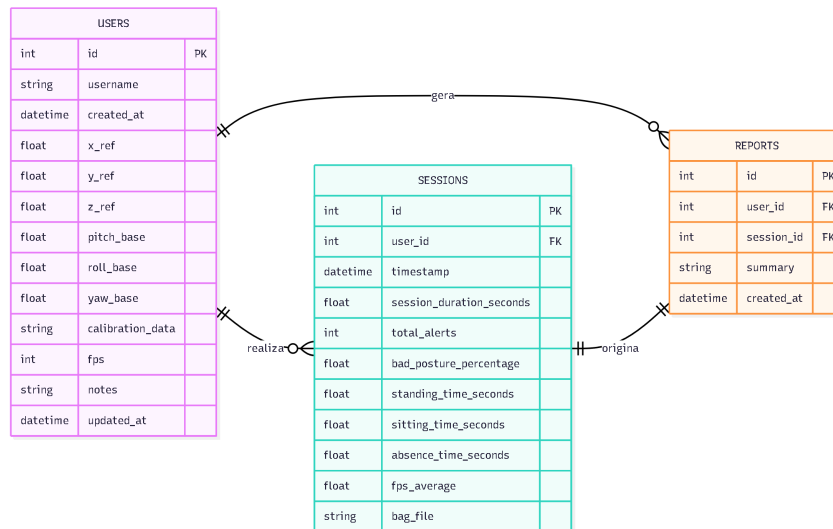 USERS
int id PK
string username
datetime created_at
float x_ref
float y_ref
float z_ref
float pitch_base
float roll_base
float yaw_base
string calibration_data
int fps
string notes
datetime updated_at
gera
realiza
SESSIONS
int id PK
int user_id FK
datetime timestamp
float session_duration_seconds
int total_alerts
float bad_posture_percentage
float standing_time_seconds
float sitting_time_seconds
float absence_time_seconds
float fps_average
string bag_file
origina
REPORTS
int id PK
int user_id FK
int session_id FK
string summary
datetime created_at